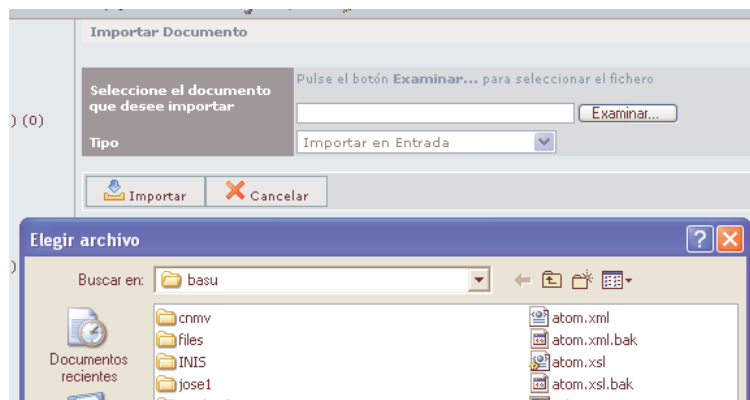 Importar Documento
Pulse el botón Examinar... para seleccionar el fichero
Seleccione el documento
que desee importar
Examinar...
) (0)
Tipo
Importar en Entrada
Importar
Cancelar
Elegir archivo
)
Buscar en:
basu
cnmv
atom.xml
files
atom.xml.bak
Documentos
recientes
INIS
atom.xsl
jose1
atom.xsl.bak